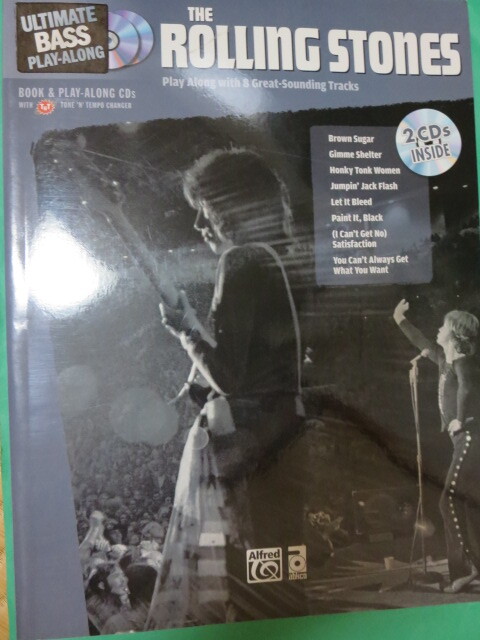 ULTIMATE
BASS
PLAY-ALONG
THE
ROLLING STONES
Play Along with 8 Great-Sounding Tracks
BOOK & PLAY-ALONG CDs
WITH TNT TONE 'N' TEMPO CHANGER
2 CDs
INSIDE
Brown Sugar
Gimme Shelter
Honky Tonk Women
Jumpin' Jack Flash
Let It Bleed
Paint It, Black
(I Can't Get No)
Satisfaction
You Can't Always Get
What You Want
Alfred
abkco